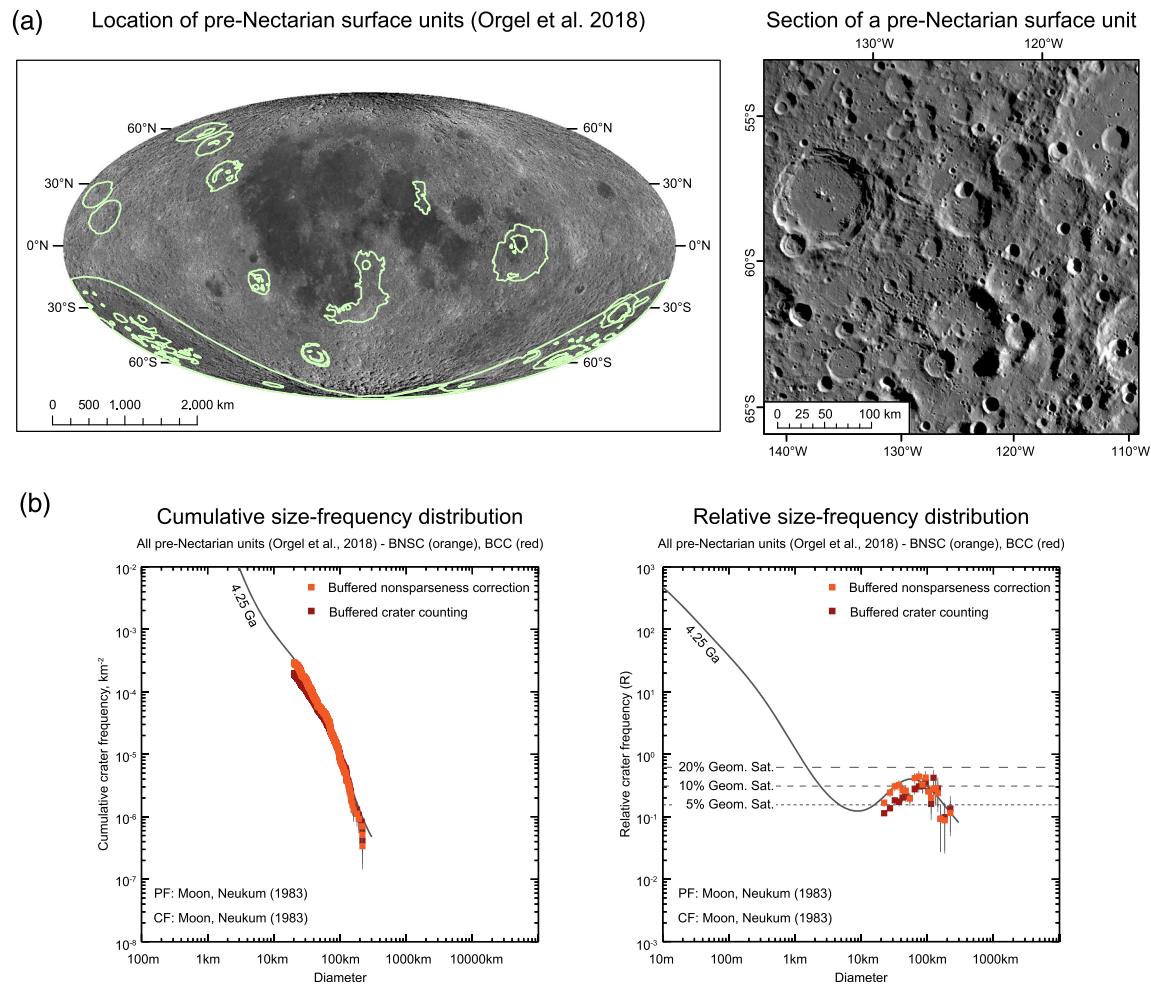 (a)
Location of pre-Nectarian surface units (Orgel et al. 2018)
60°N 60°N
30°N 30°N
0°N 0°N
30°S 30°S
60°S 60°S
0 500 1,000 2,000 km
Section of a pre-Nectarian surface unit
130°W 120°W
55°S
60°S
65°S
0 25 50 100 km
140°W 130°W 120°W 110°W
(b)
Cumulative size-frequency distribution
All pre-Nectarian units (Orgel et al., 2018) - BNSC (orange), BCC (red)
Cumulative crater frequency, km⁻²
10⁻²
10⁻³
10⁻⁴
10⁻⁵
10⁻⁶
10⁻⁷
10⁻⁸
4.25 Ga
Buffered nonsparseness correction
Buffered crater counting
PF: Moon, Neukum (1983)
CF: Moon, Neukum (1983)
100m 1km 10km 100km 1000km 10000km
Diameter
Relative size-frequency distribution
All pre-Nectarian units (Orgel et al., 2018) - BNSC (orange), BCC (red)
Relative crater frequency (R)
10³
10²
10¹
10⁰
10⁻¹
10⁻²
10⁻³
4.25 Ga
Buffered nonsparseness correction
Buffered crater counting
20% Geom. Sat.
10% Geom. Sat.
5% Geom. Sat.
PF: Moon, Neukum (1983)
CF: Moon, Neukum (1983)
10m 100m 1km 10km 100km 1000km
Diameter